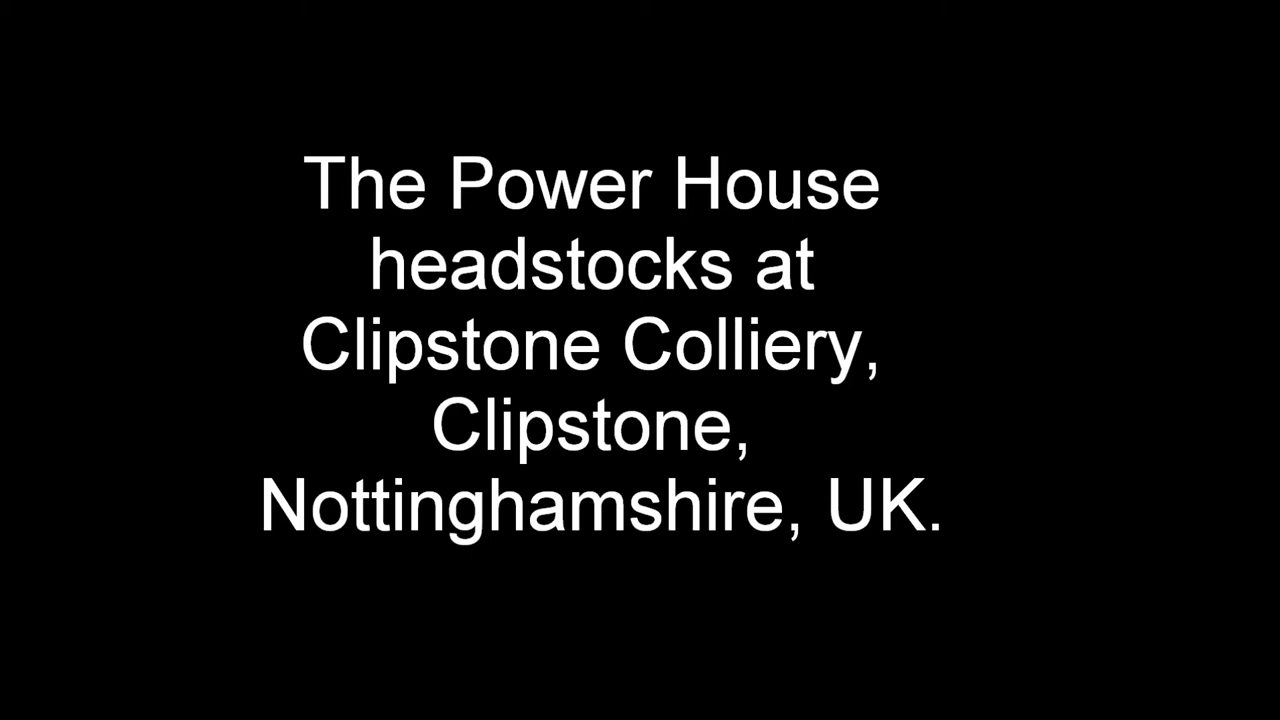 The Power House
headstocks at
Clipstone Colliery,
Clipstone,
Nottinghamshire, UK.